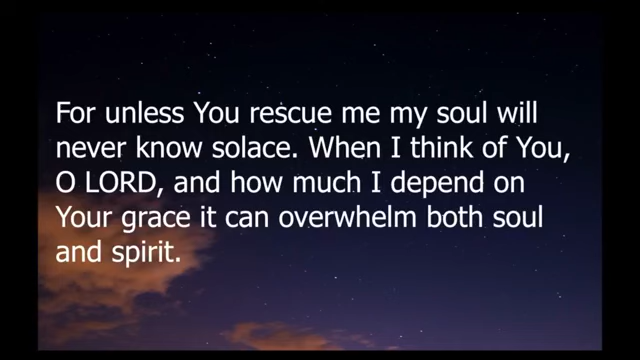 For unless You rescue me my soul will
never know solace. When I think of You,
O LORD, and how much I depend on
Your grace it can overwhelm both soul
and spirit.